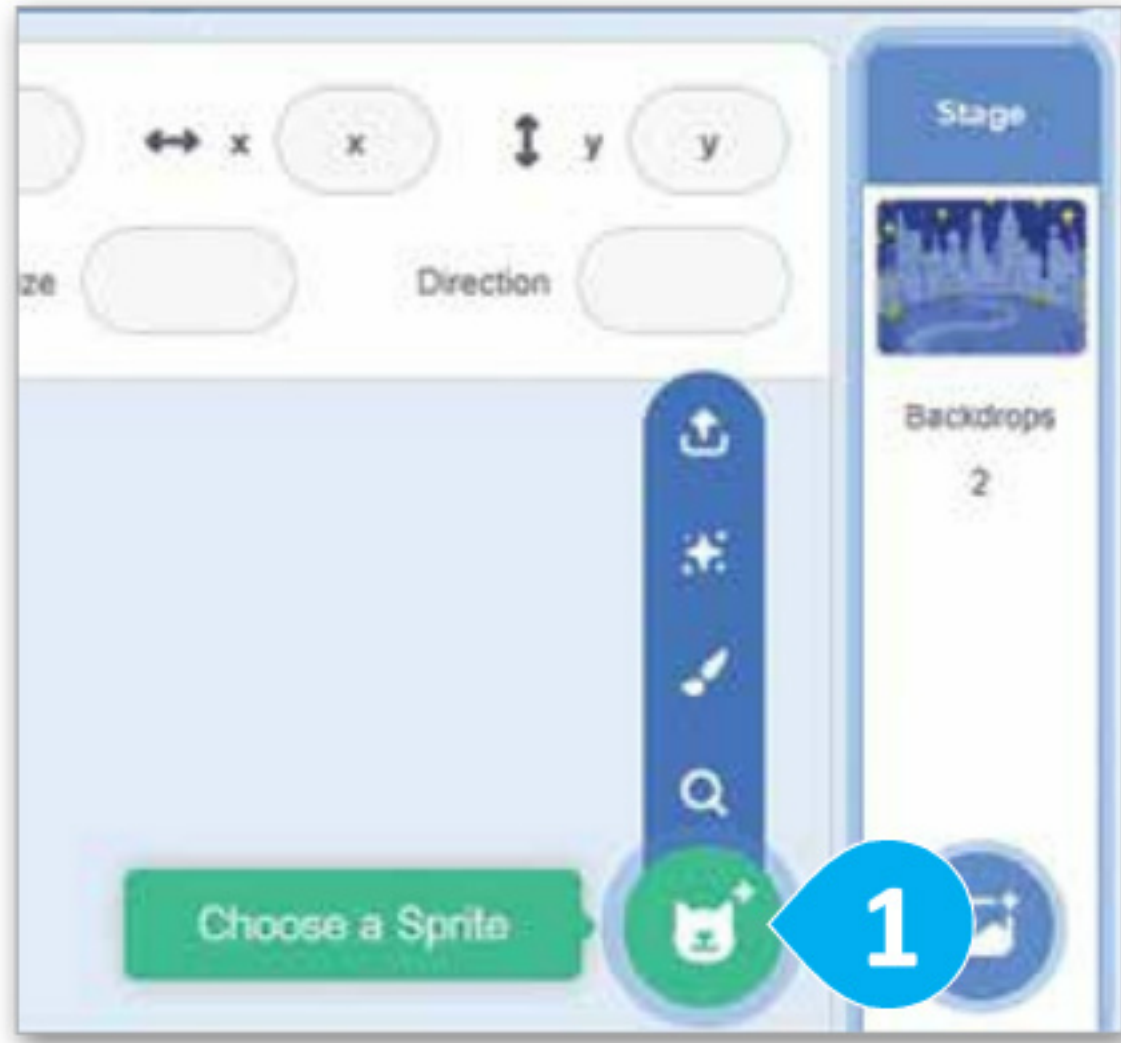 x x y y
ze Direction
Stage
Backdrops
2
Choose a Sprite
1